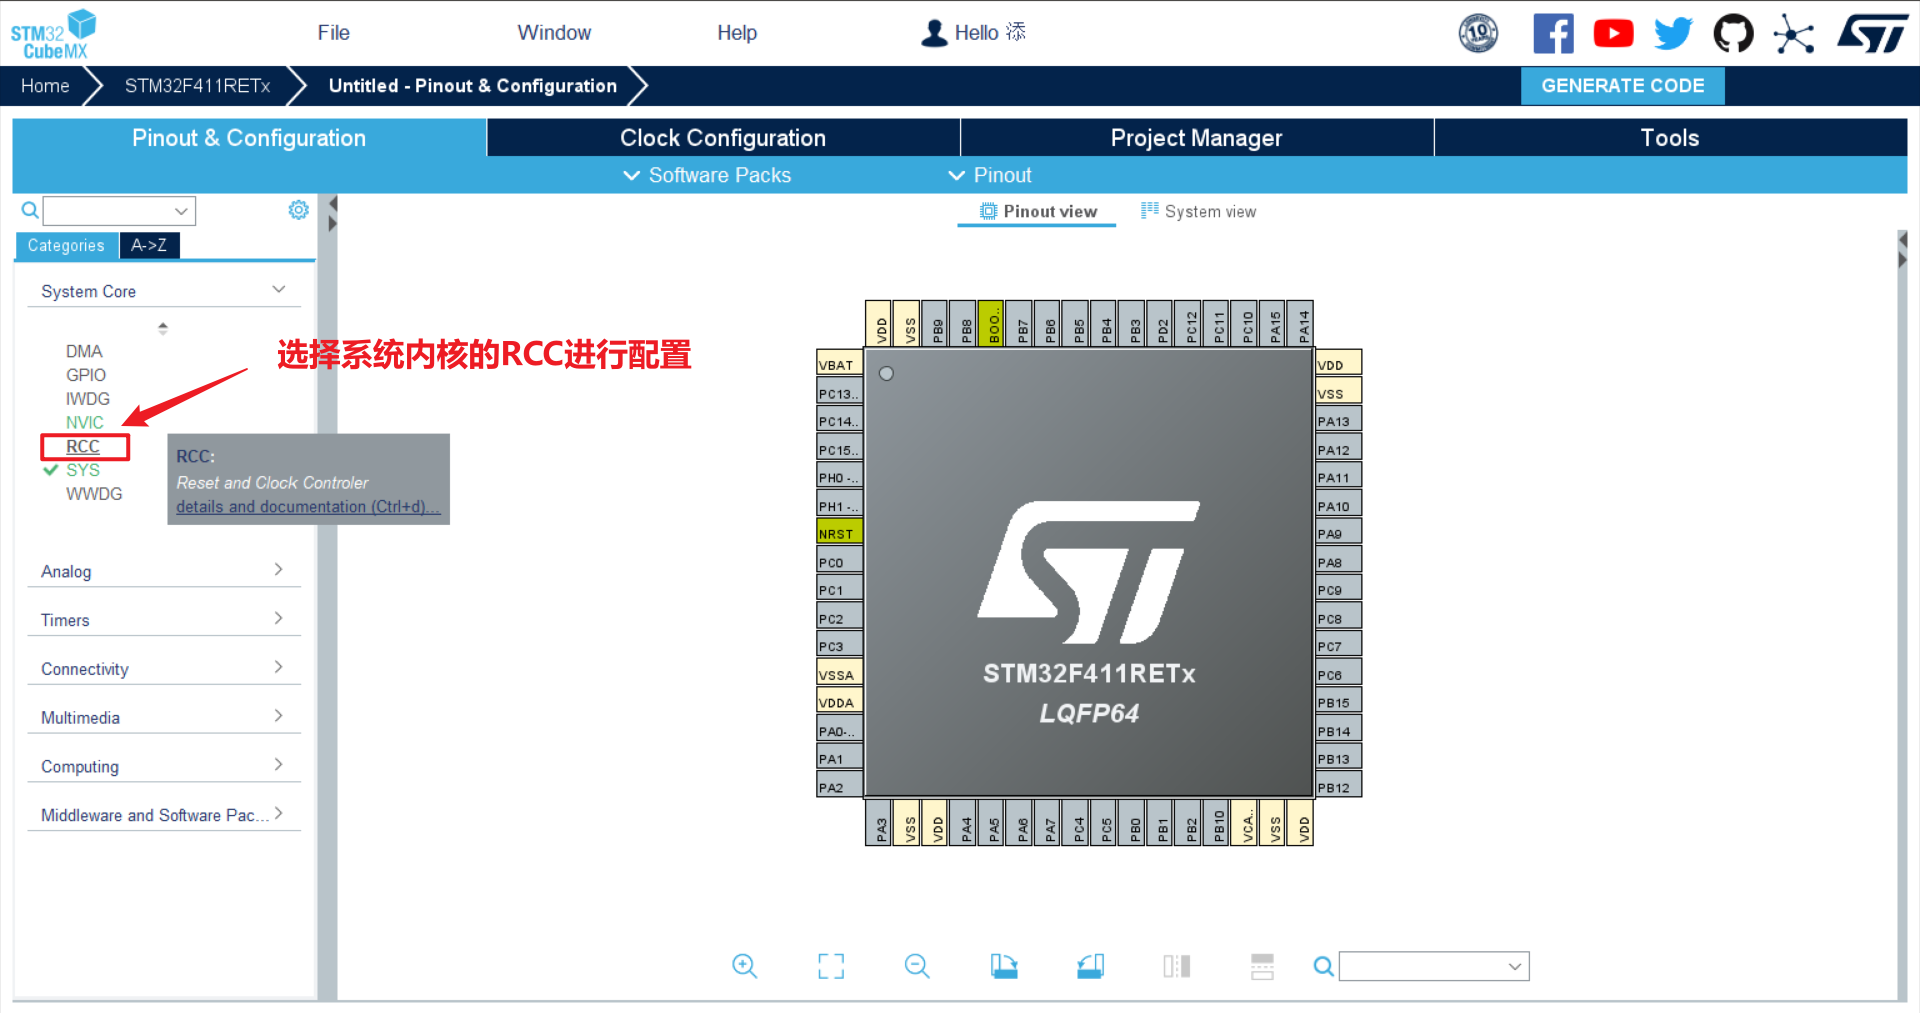 STM32
CubeMX
File
Window
Help
Hello 添
10
ST
Home
STM32F411RETx
Untitled - Pinout & Configuration
GENERATE CODE
Pinout & Configuration
Clock Configuration
Project Manager
Tools
Software Packs
Pinout
Pinout view
System view
Categories
A->Z
System Core
DMA
GPIO
IWDG
NVIC
RCC
SYS
WWDG
选择系统内核的RCC进行配置
RCC:
Reset and Clock Controler
details and documentation (Ctrl+d)...
Analog
Timers
Connectivity
Multimedia
Computing
Middleware and Software Pac...
VDD
VSS
PB9
PB8
BOO..
PB7
PB6
PB5
PB4
PB3
PD2
PC12
PC11
PC10
PA15
PA14
VBAT
PC13..
PC14..
PC15..
PH0 -..
PH1 -..
NRST
PC0
PC1
PC2
PC3
VSSA
VDDA
PA0-..
PA1
PA2
VDD
VSS
PA13
PA12
PA11
PA10
PA9
PA8
PC9
PC8
PC7
PC6
PB15
PB14
PB13
PB12
STM32F411RETx
LQFP64
PA3
VSS
VDD
PA4
PA5
PA6
PA7
PC4
PC5
PB0
PB1
PB2
PB10
VCA..
VSS
VDD